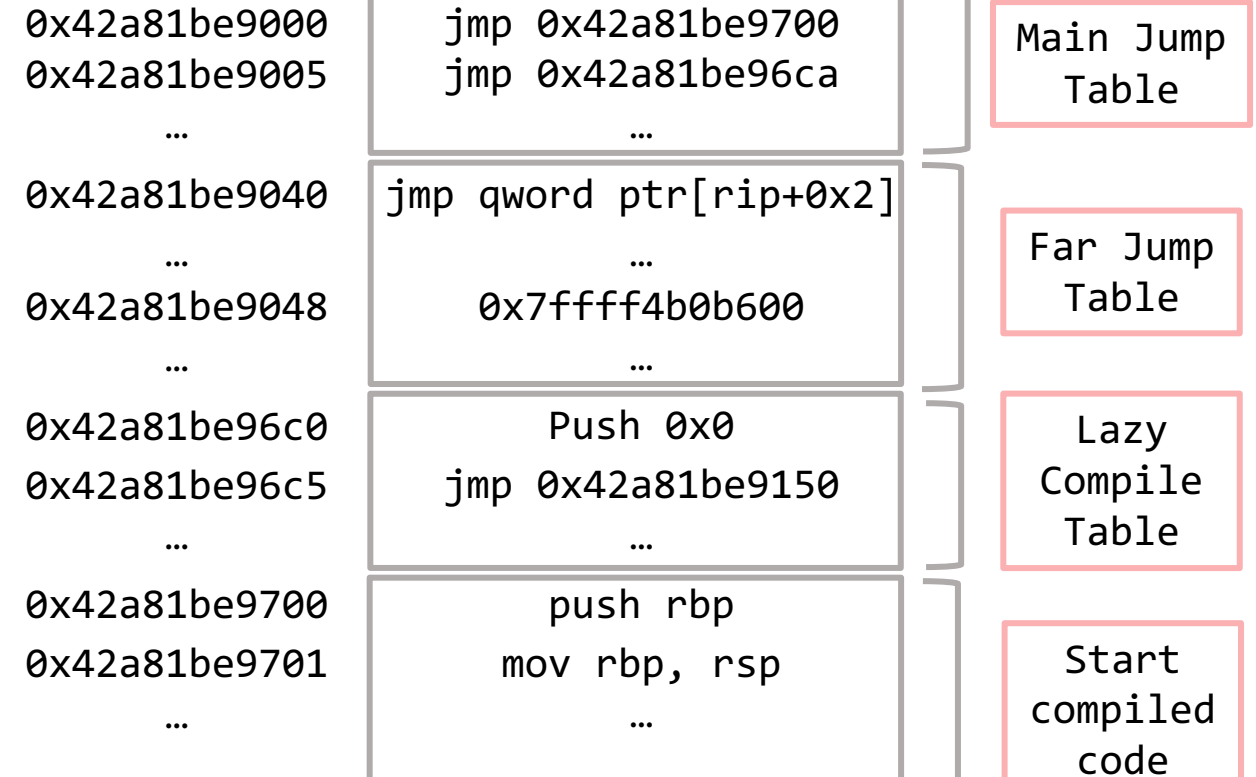 0x42a81be9000 jmp 0x42a81be9700
0x42a81be9005 jmp 0x42a81be96ca
… …
Main Jump
Table
0x42a81be9040 jmp qword ptr[rip+0x2]
… …
0x42a81be9048 0x7ffff4b0b600
… …
Far Jump
Table
0x42a81be96c0 Push 0x0
0x42a81be96c5 jmp 0x42a81be9150
… …
Lazy
Compile
Table
0x42a81be9700 push rbp
0x42a81be9701 mov rbp, rsp
… …
Start
compiled
code